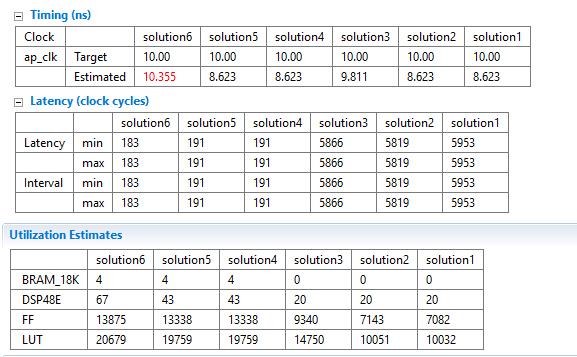 Timing (ns)
Clock solution6 solution5 solution4 solution3 solution2 solution1
ap_clk Target 10.00 10.00 10.00 10.00 10.00 10.00
Estimated 10.355 8.623 8.623 9.811 8.623 8.623
Latency (clock cycles)
solution6 solution5 solution4 solution3 solution2 solution1
Latency min 183 191 191 5866 5819 5953
max 183 191 191 5866 5819 5953
Interval min 183 191 191 5866 5819 5953
max 183 191 191 5866 5819 5953
Utilization Estimates
solution6 solution5 solution4 solution3 solution2 solution1
BRAM_18K 4 4 4 0 0 0
DSP48E 67 43 43 20 20 20
FF 13875 13338 13338 9340 7143 7082
LUT 20679 19759 19759 14750 10051 10032